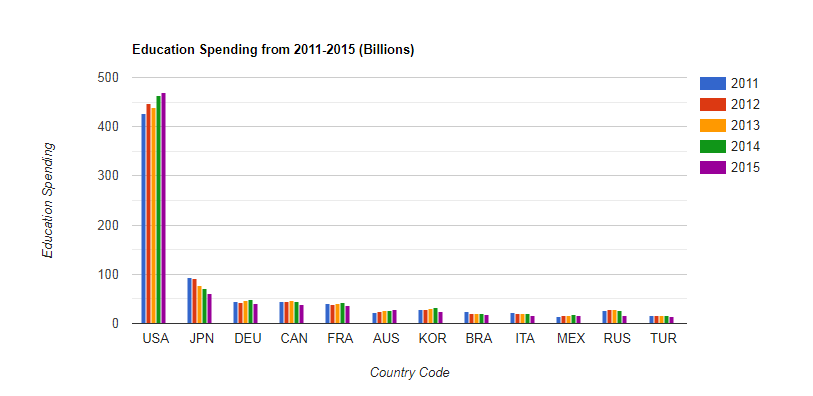 Education Spending from 2011-2015 (Billions)
500
400
300
200
100
0
Education Spending
USA JPN DEU CAN FRA AUS KOR BRA ITA MEX RUS TUR
Country Code
2011
2012
2013
2014
2015